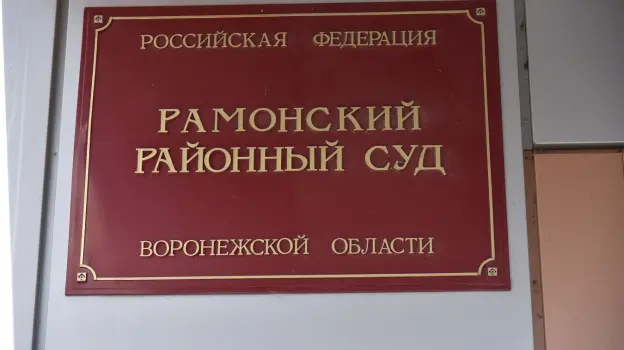 РОССИЙСКАЯ ФЕДЕРАЦИЯ
РАМОНСКИЙ
РАЙОННЫЙ СУД
ВОРОНЕЖСКОЙ ОБЛАСТИ